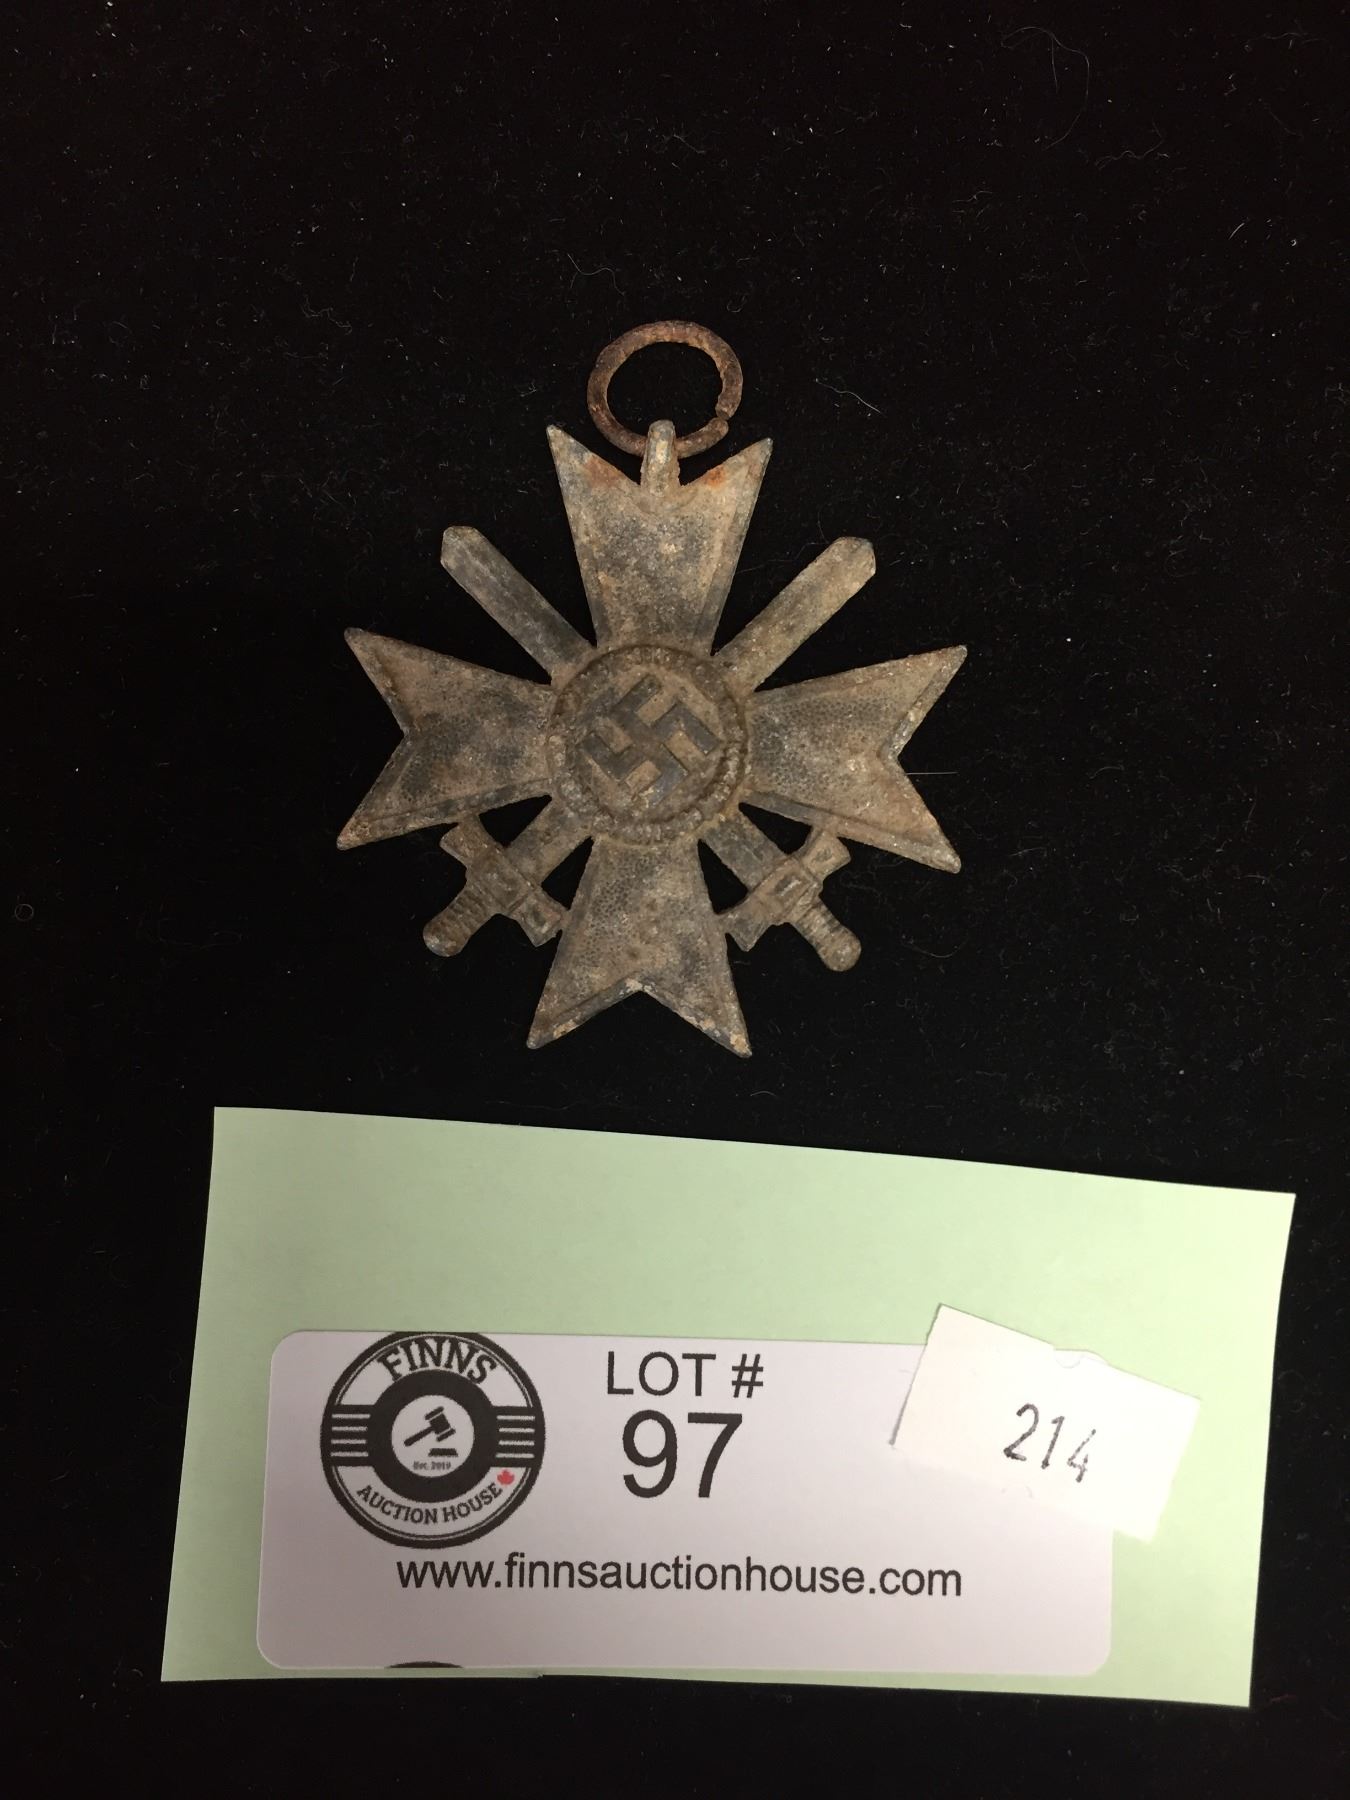 FINNS
Est. 2019
AUCTION HOUSE
LOT #
97
214
www.finnsauctionhouse.com